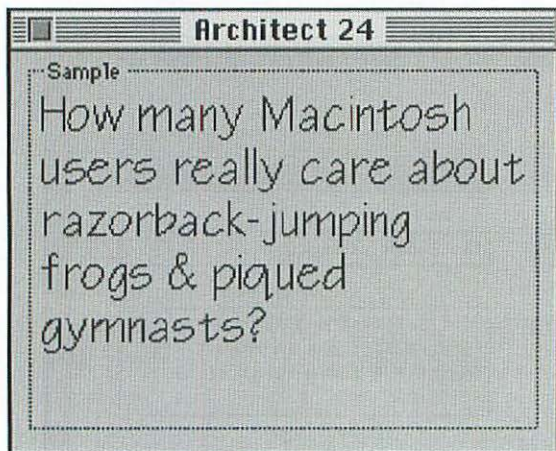 Architect 24
Sample
How many Macintosh
users really care about
razorback-jumping
frogs & piqued
gymnasts?